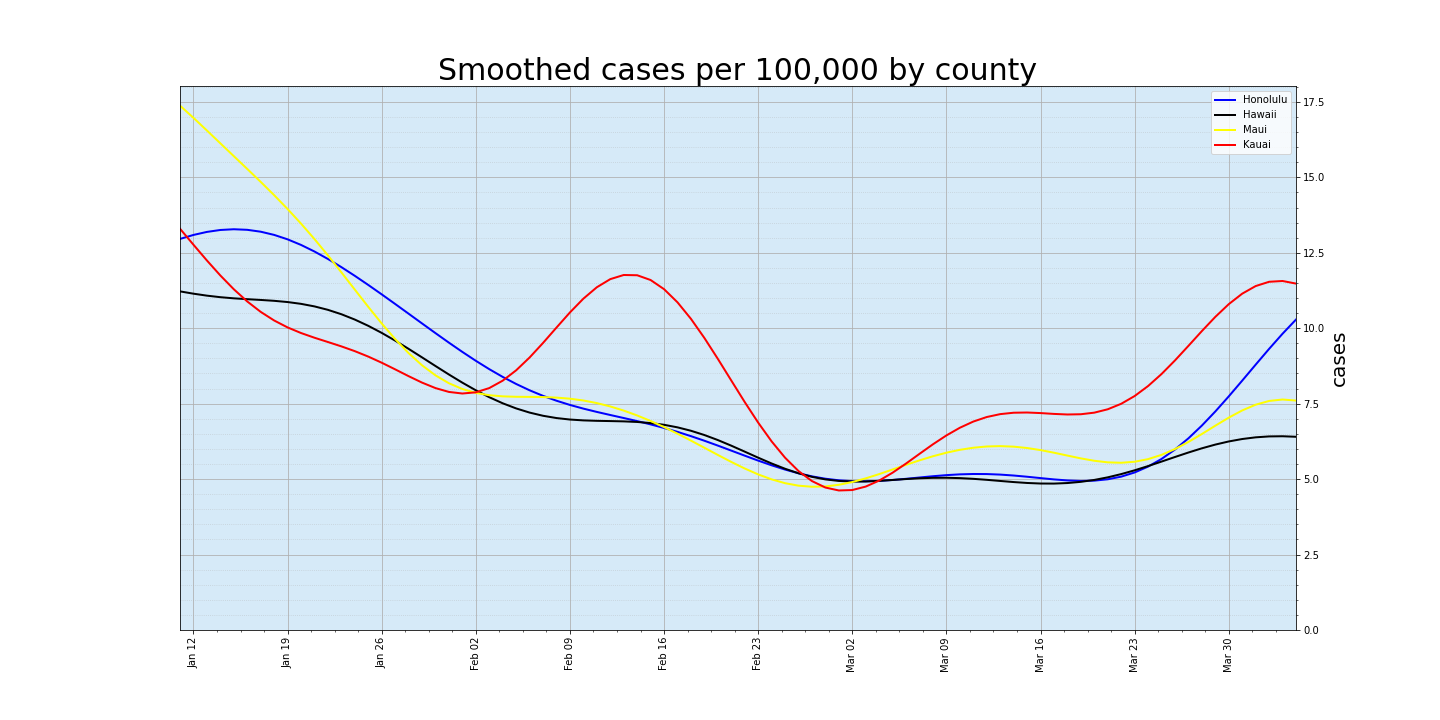 Smoothed cases per 100,000 by county
Honolulu
Hawaii
Maui
Kauai
17.5
15.0
12.5
10.0
7.5
5.0
2.5
0.0
cases
Jan 12
Jan 19
Jan 26
Feb 02
Feb 09
Feb 16
Feb 23
Mar 02
Mar 09
Mar 16
Mar 23
Mar 30